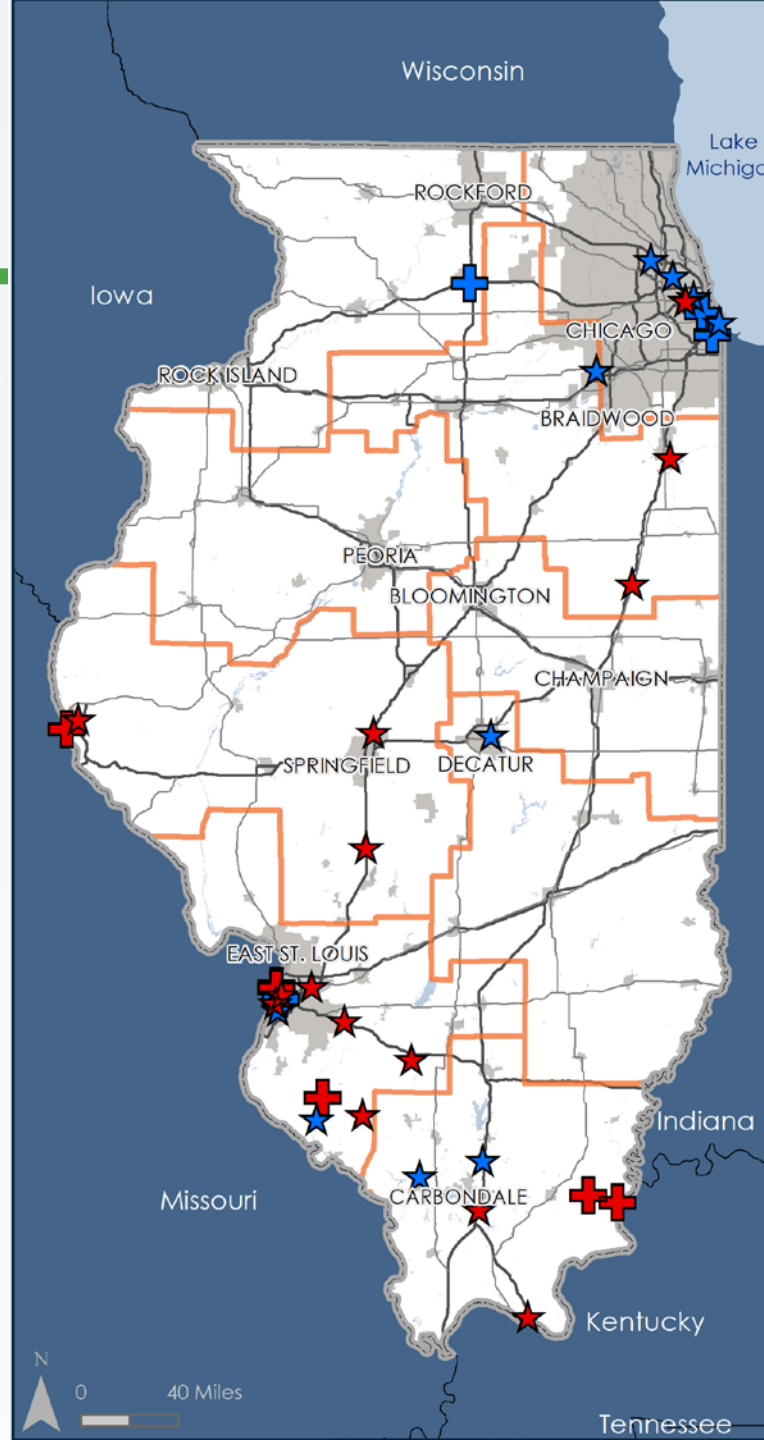 Wisconsin
Lake
Michiga
ROCKFORD
Iowa
CHICAGO
ROCK ISLAND
BRAIDWOOD
PEORIA
BLOOMINGTON
CHAMPAIGN
SPRINGFIELD
DECATUR
EAST ST. LOUIS
Indiana
Missouri
CARBONDALE
Kentucky
N
0 40 Miles
Tennessee